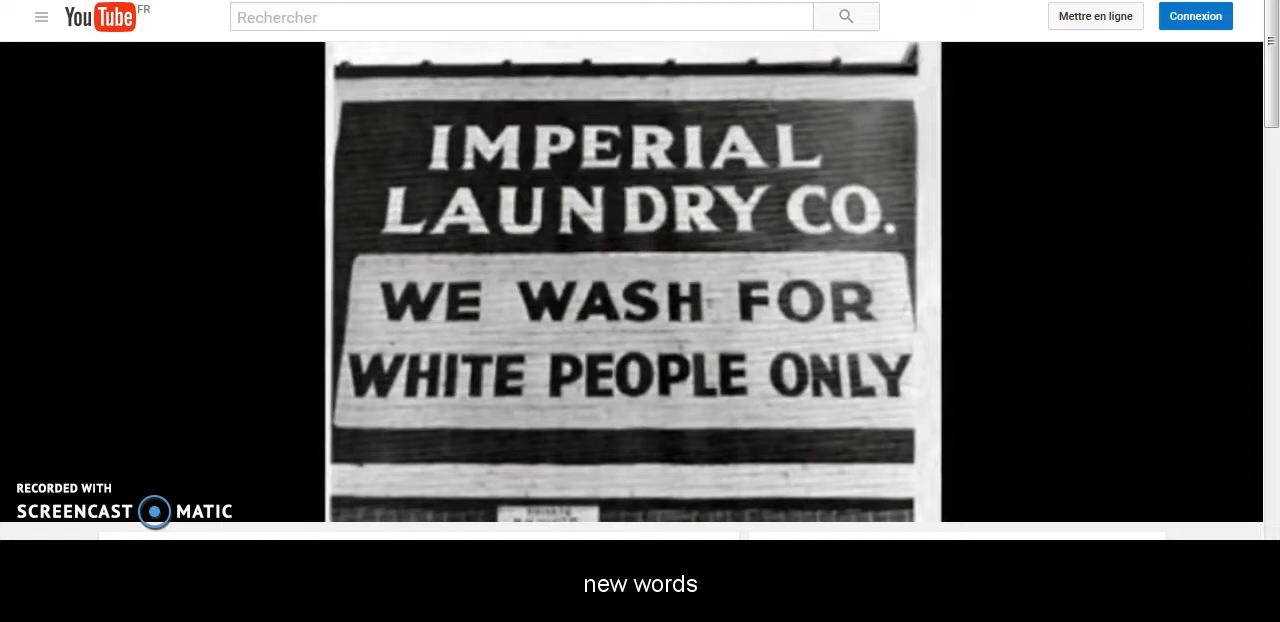 YouTube FR
Rechercher
Mettre en ligne
Connexion
IMPERIAL
LAUNDRY CO.
WE WASH FOR
WHITE PEOPLE ONLY
RECORDED WITH
SCREENCAST MATIC
new words